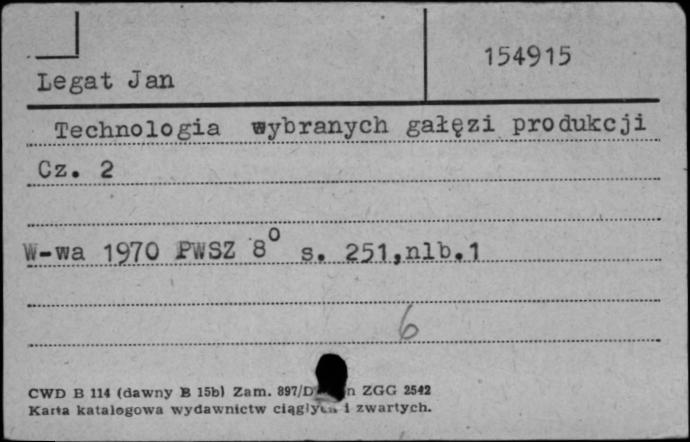 154915
Legat Jan
Technologia wybranych gałęzi produkcji
Cz. 2
W-wa 1970 PWSZ 8° s. 251,nlb.1
6
CWD B 114 (dawny B 15b) Zam. 897/D ZGG 2542
Karta katalogowa wydawnictw ciągłych i zwartych.